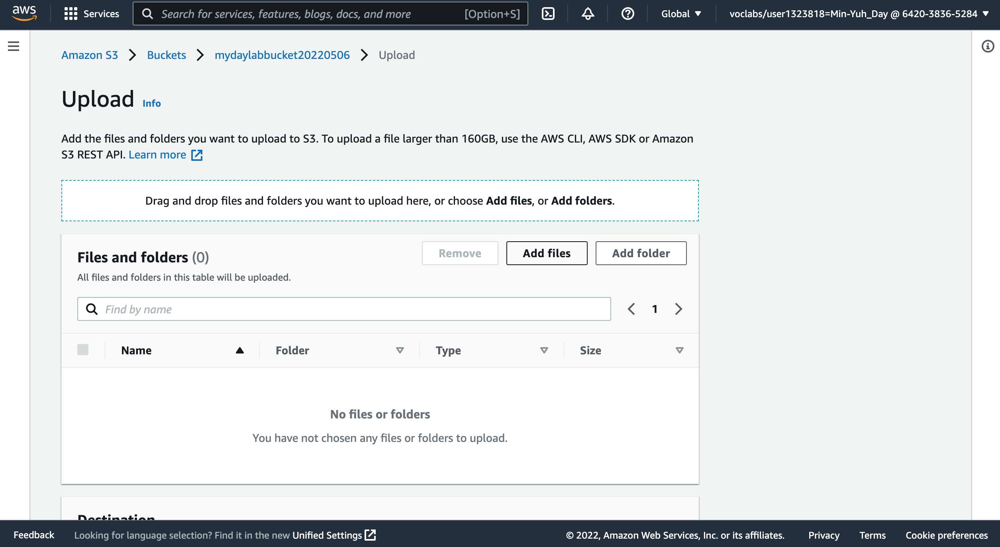 aws Services Search for services, features, blogs, docs, and more [Option+S] Global voclabs/user1323818=Min-Yuh_Day @ 6420-3836-5284
Amazon S3 Buckets mydaylabbucket20220506 Upload
Upload Info
Add the files and folders you want to upload to S3. To upload a file larger than 160GB, use the AWS CLI, AWS SDK or Amazon
S3 REST API. Learn more
Drag and drop files and folders you want to upload here, or choose Add files, or Add folders.
Files and folders (0) Remove Add files Add folder
All files and folders in this table will be uploaded.
Find by name 1
Name Folder Type Size
No files or folders
You have not chosen any files or folders to upload.
Destination
Feedback Looking for language selection? Find it in the new Unified Settings © 2022, Amazon Web Services, Inc. or its affiliates. Privacy Terms Cookie preferences